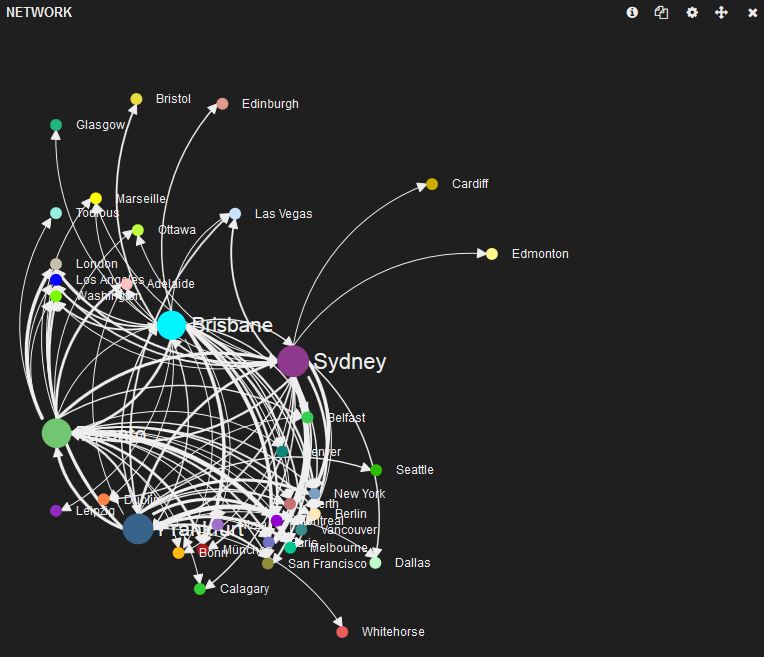 NETWORK
Bristol
Edinburgh
Glasgow
Cardiff
Marseille
Las Vegas
Ottawa
Edmonton
London
Los Angeles
Adelaide
Washington
Brisbane
Sydney
Belfast
Denver
Seattle
New York
Dublin
Perth
Leipzig
Berlin
Montreal
Frankfurt
Vancouver
Paris
Melbourne
München
Bonn
San Francisco
Dallas
Calagary
Whitehorse